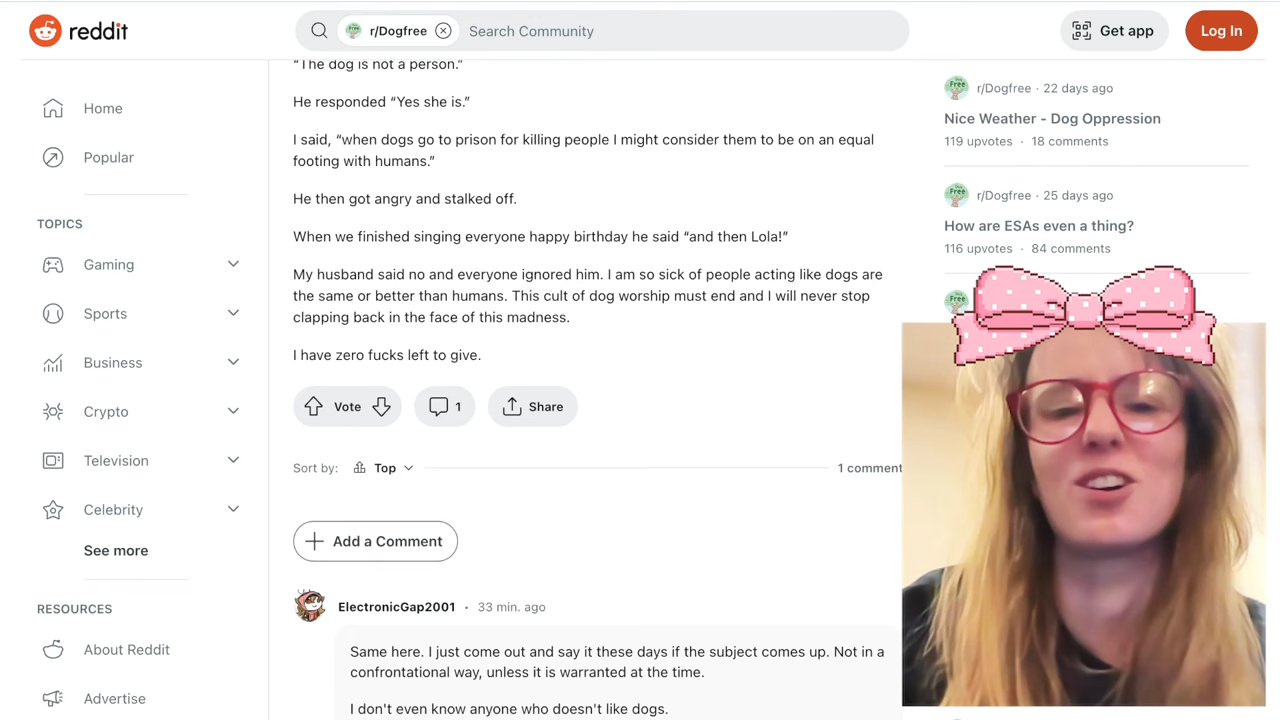 reddit
r/Dogfree
Search Community
Get app
Log In
Home
Popular
TOPICS
Gaming
Sports
Business
Crypto
Television
Celebrity
See more
RESOURCES
About Reddit
Advertise
“The dog is not a person.”
He responded “Yes she is.”
I said, “when dogs go to prison for killing people I might consider them to be on an equal
footing with humans.”
He then got angry and stalked off.
When we finished singing everyone happy birthday he said “and then Lola!”
My husband said no and everyone ignored him. I am so sick of people acting like dogs are
the same or better than humans. This cult of dog worship must end and I will never stop
clapping back in the face of this madness.
I have zero fucks left to give.
Vote
1
Share
Sort by:
Top
1 comment
Add a Comment
ElectronicGap2001 • 33 min. ago
Same here. I just come out and say it these days if the subject comes up. Not in a
confrontational way, unless it is warranted at the time.
I don't even know anyone who doesn't like dogs.
Free
r/Dogfree · 22 days ago
Nice Weather - Dog Oppression
119 upvotes · 18 comments
Free
r/Dogfree · 25 days ago
How are ESAs even a thing?
116 upvotes · 84 comments
Free